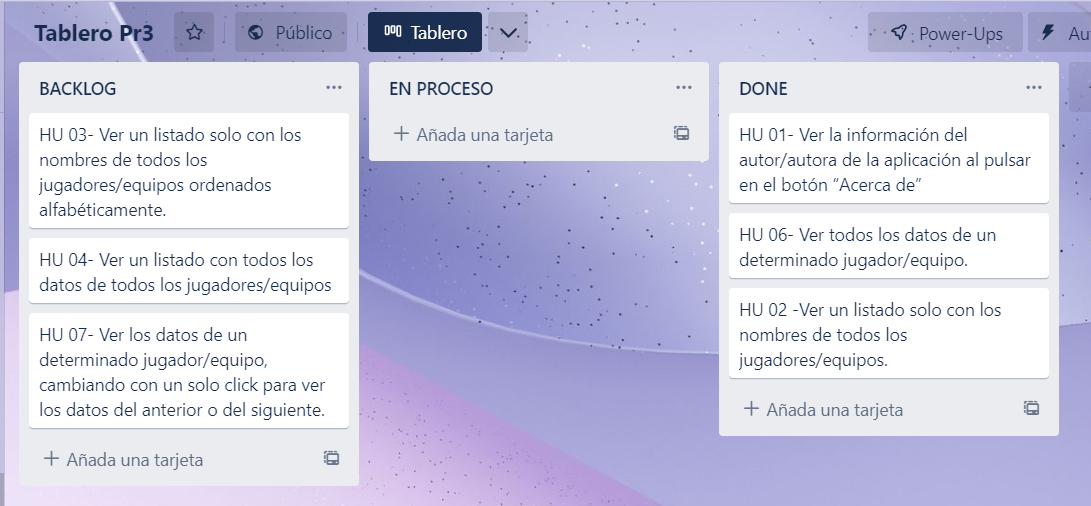 Tablero Pr3
Público
Tablero
Power-Ups
BACKLOG
HU 03- Ver un listado solo con los
nombres de todos los
jugadores/equipos ordenados
alfabéticamente.
HU 04- Ver un listado con todos los
datos de todos los jugadores/equipos
HU 07- Ver los datos de un
determinado jugador/equipo,
cambiando con un solo click para ver
los datos del anterior o del siguiente.
+ Añada una tarjeta
EN PROCESO
+ Añada una tarjeta
DONE
HU 01- Ver la información del
autor/autora de la aplicación al pulsar
en el botón “Acerca de”
HU 06- Ver todos los datos de un
determinado jugador/equipo.
HU 02 -Ver un listado solo con los
nombres de todos los
jugadores/equipos.
+ Añada una tarjeta